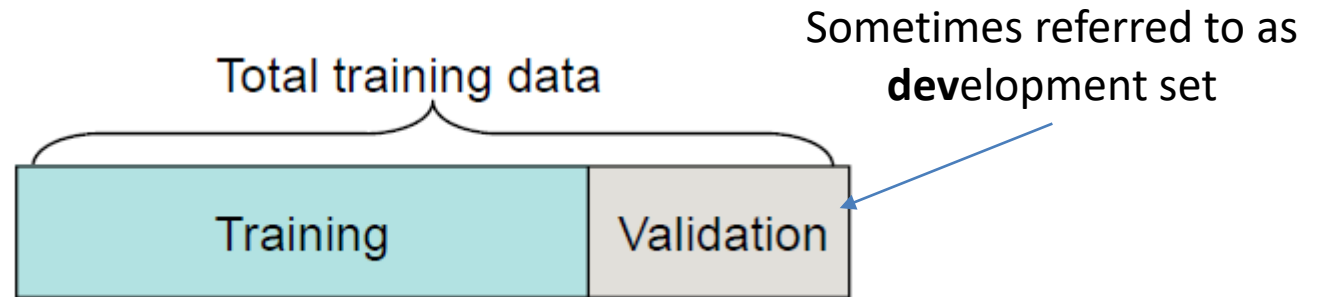 Sometimes referred to as
development set
Total training data
Training
Validation